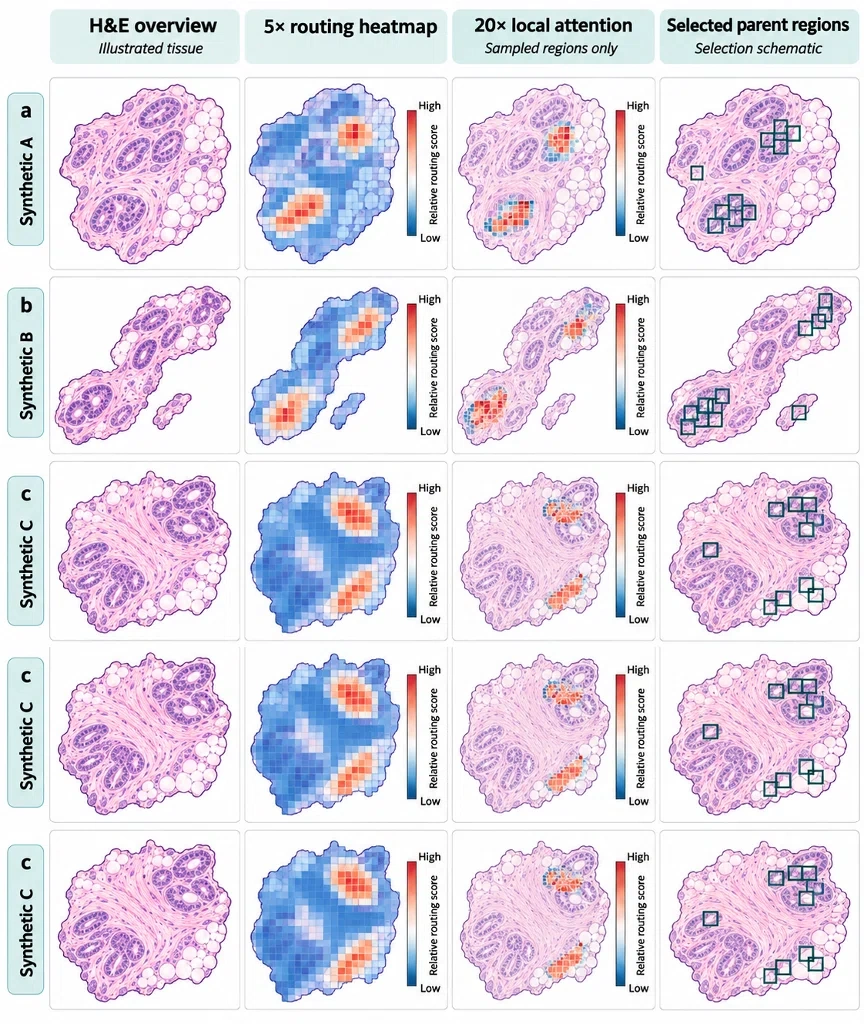 H&E overview
Illustrated tissue
5× routing heatmap
20× local attention
Sampled regions only
Selected parent regions
Selection schematic
a
Synthetic A
High
Relative routing score
Low
High
Relative routing score
Low
b
Synthetic B
High
Relative routing score
Low
High
Relative routing score
Low
c
Synthetic C
High
Relative routing score
Low
High
Relative routing score
Low
c
Synthetic C
High
Relative routing score
Low
High
Relative routing score
Low
c
Synthetic C
High
Relative routing score
Low
High
Relative routing score
Low